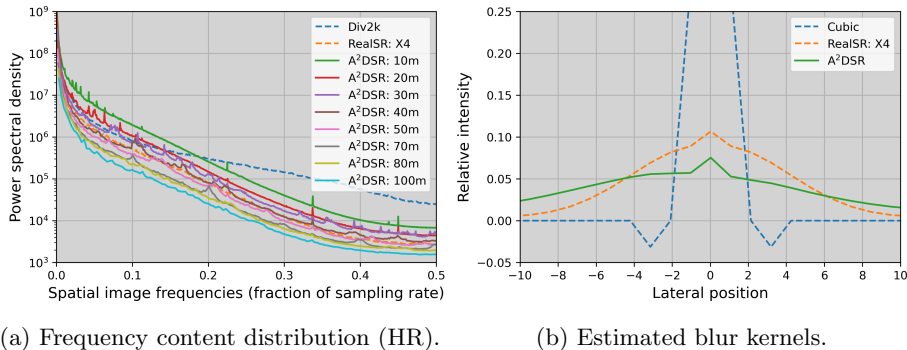 10⁹
10⁸
10⁷
10⁶
10⁵
10⁴
10³
Power spectral density
0.0 0.1 0.2 0.3 0.4 0.5
Spatial image frequencies (fraction of sampling rate)
Div2k
RealSR: X4
A²DSR: 10m
A²DSR: 20m
A²DSR: 30m
A²DSR: 40m
A²DSR: 50m
A²DSR: 70m
A²DSR: 80m
A²DSR: 100m
(a) Frequency content distribution (HR).
0.25
0.20
0.15
0.10
0.05
0.00
−0.05
Relative intensity
−10 −8 −6 −4 −2 0 2 4 6 8 10
Lateral position
Cubic
RealSR: X4
A²DSR
(b) Estimated blur kernels.